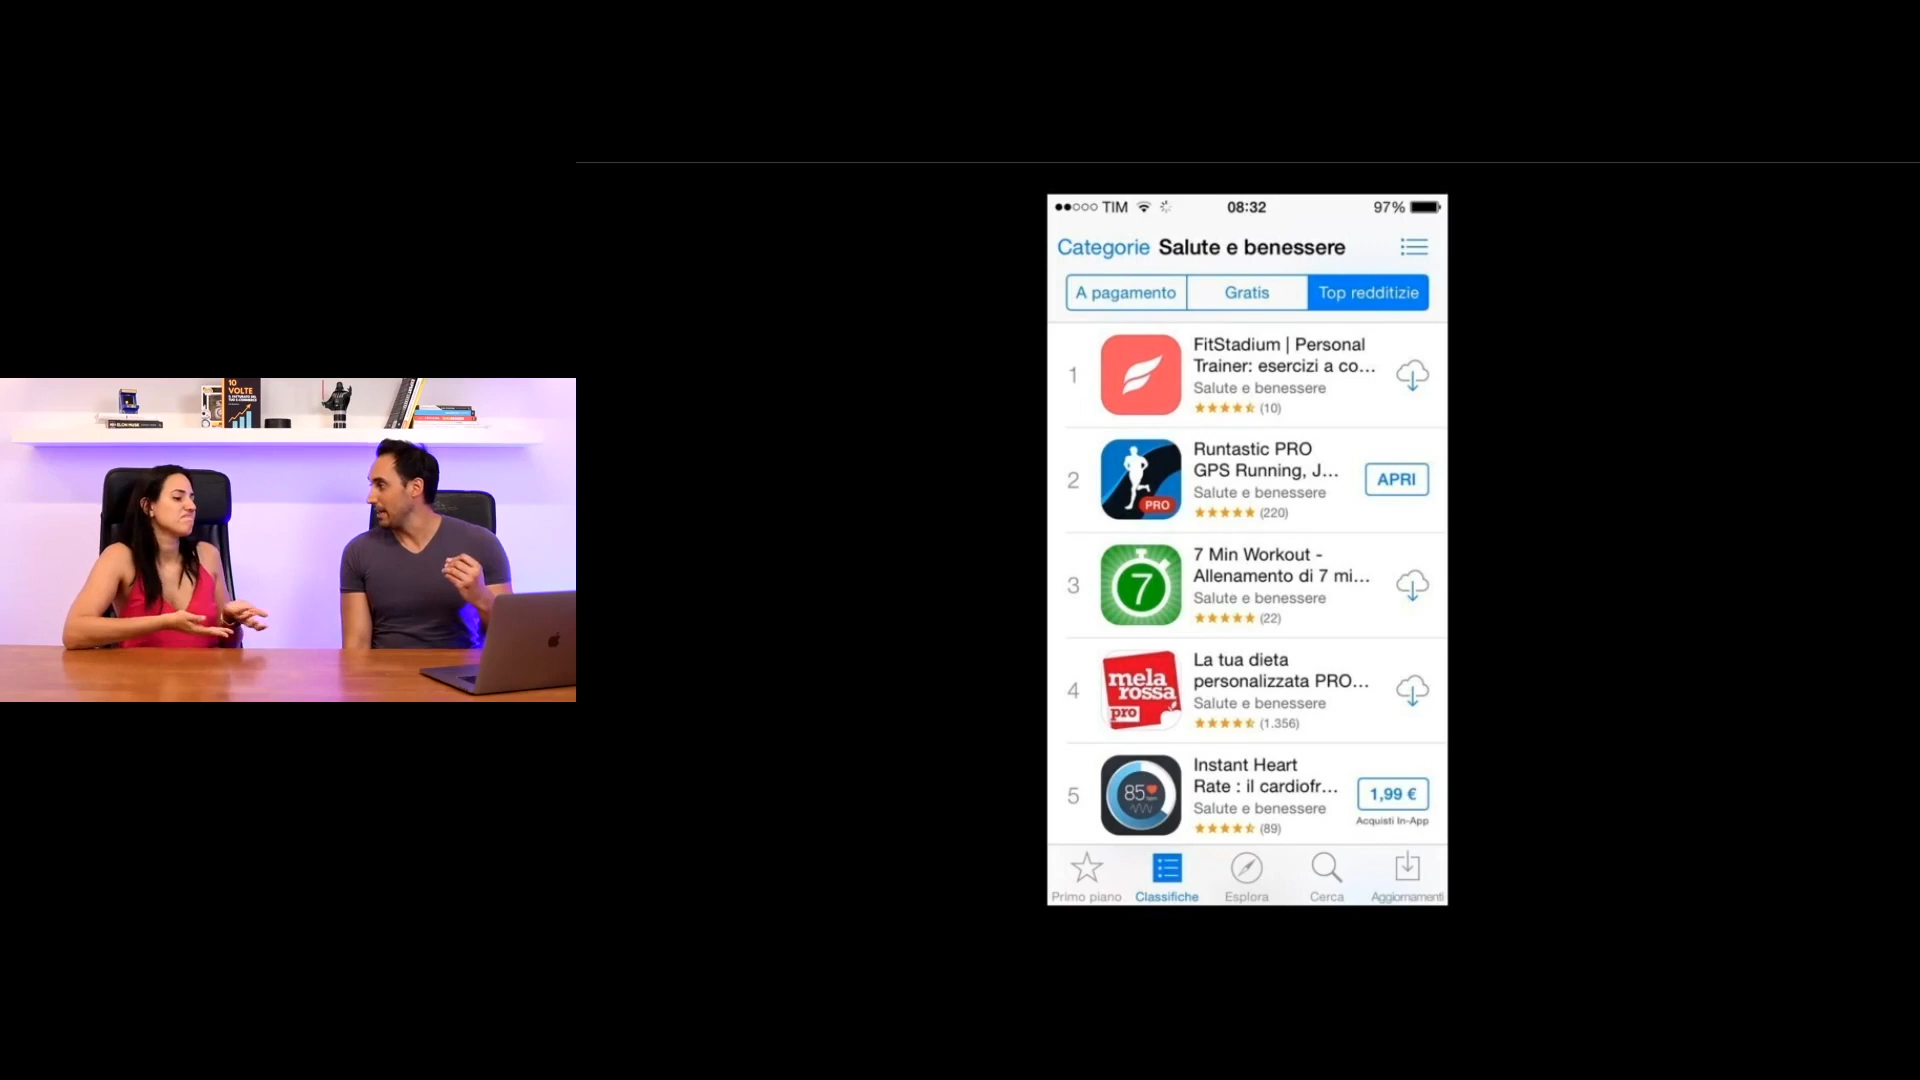 10
VOLTE
ELON MUSK
●●○○○ TIM 08:32 97%
Categorie Salute e benessere
A pagamento Gratis Top redditizie
1
FitStadium | Personal
Trainer: esercizi a co...
Salute e benessere
(10)
2
PRO
Runtastic PRO
GPS Running, J...
Salute e benessere
(220)
APRI
3
7
7 Min Workout -
Allenamento di 7 mi...
Salute e benessere
(22)
4
mela
rossa
pro
La tua dieta
personalizzata PRO...
Salute e benessere
(1.356)
5
85
Instant Heart
Rate : il cardiofr...
Salute e benessere
(89)
1,99 €
Acquisti In-App
Primo piano Classifiche Esplora Cerca Aggiornamenti